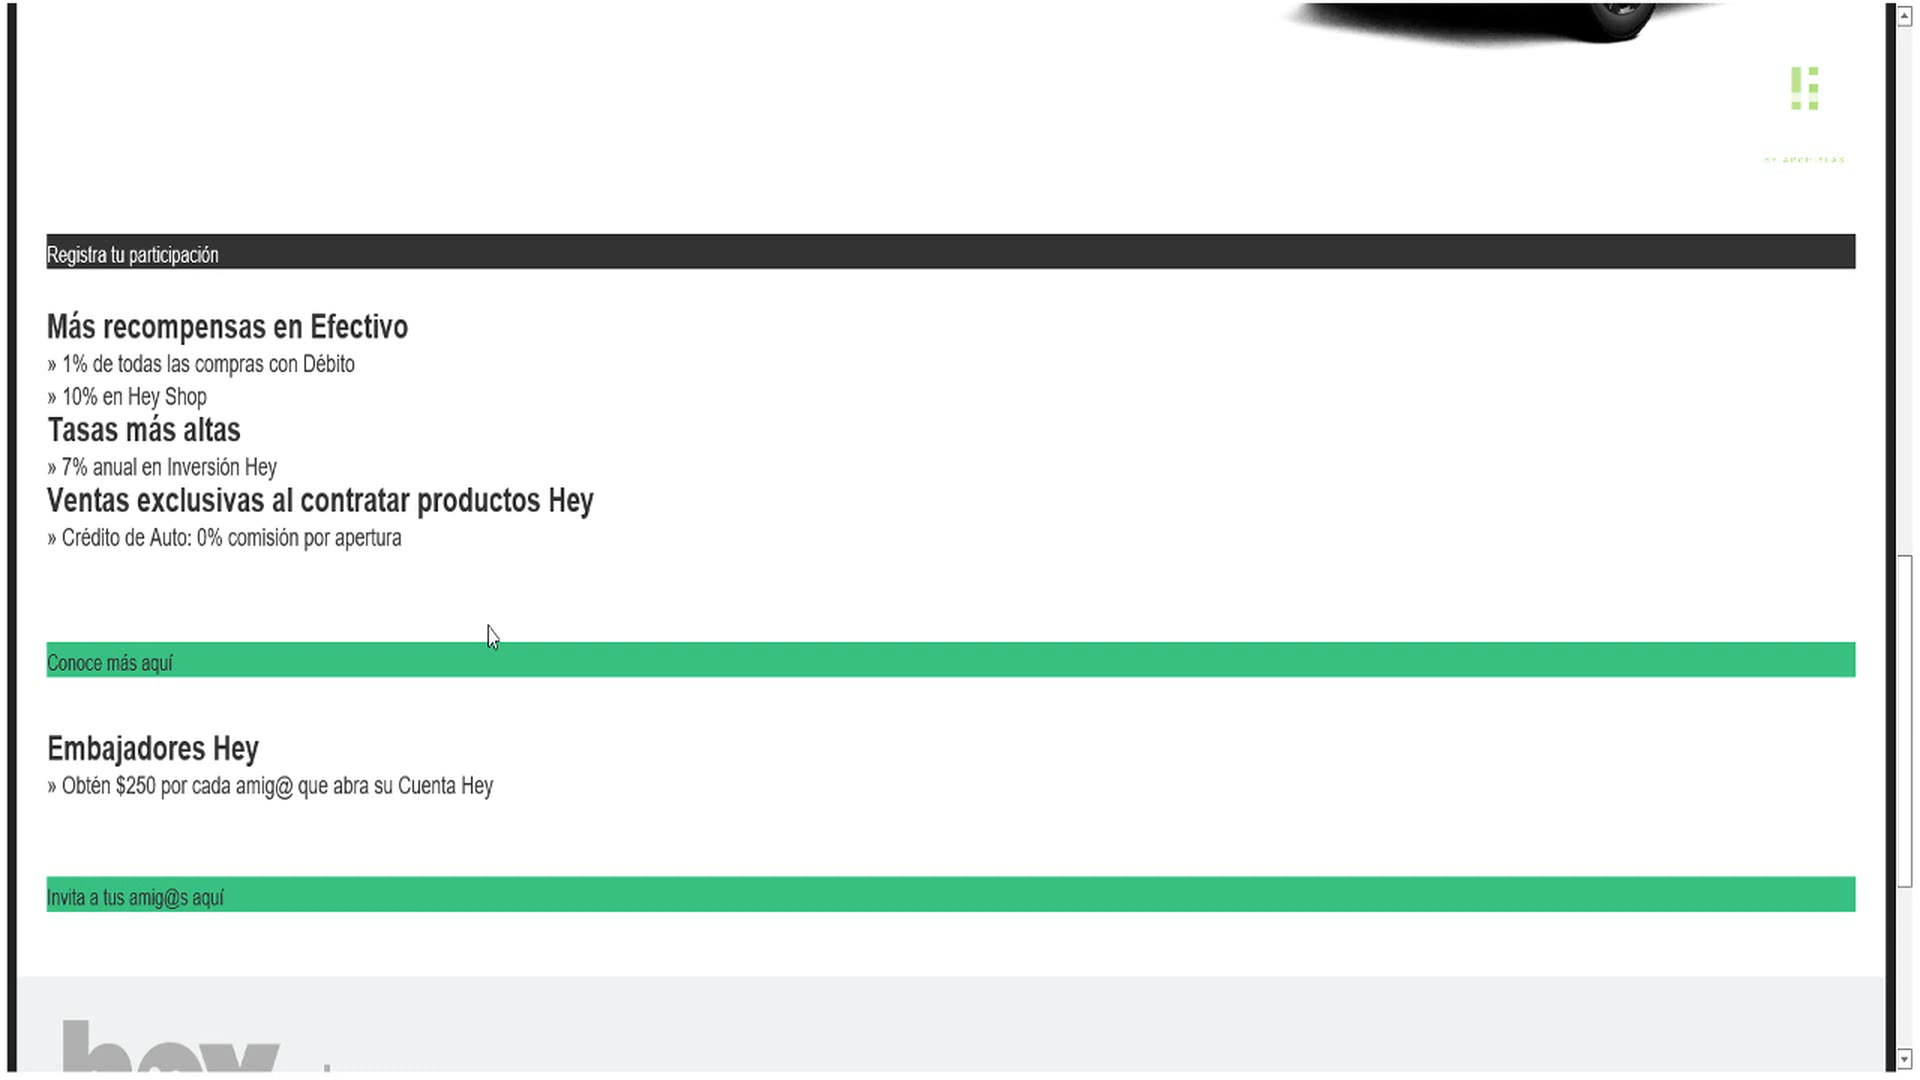 BY ARCHITLAB
Registra tu participación
Más recompensas en Efectivo
» 1% de todas las compras con Débito
» 10% en Hey Shop
Tasas más altas
» 7% anual en Inversión Hey
Ventas exclusivas al contratar productos Hey
» Crédito de Auto: 0% comisión por apertura
Conoce más aquí
Embajadores Hey
» Obtén $250 por cada amig@ que abra su Cuenta Hey
Invita a tus amig@s aquí
hey